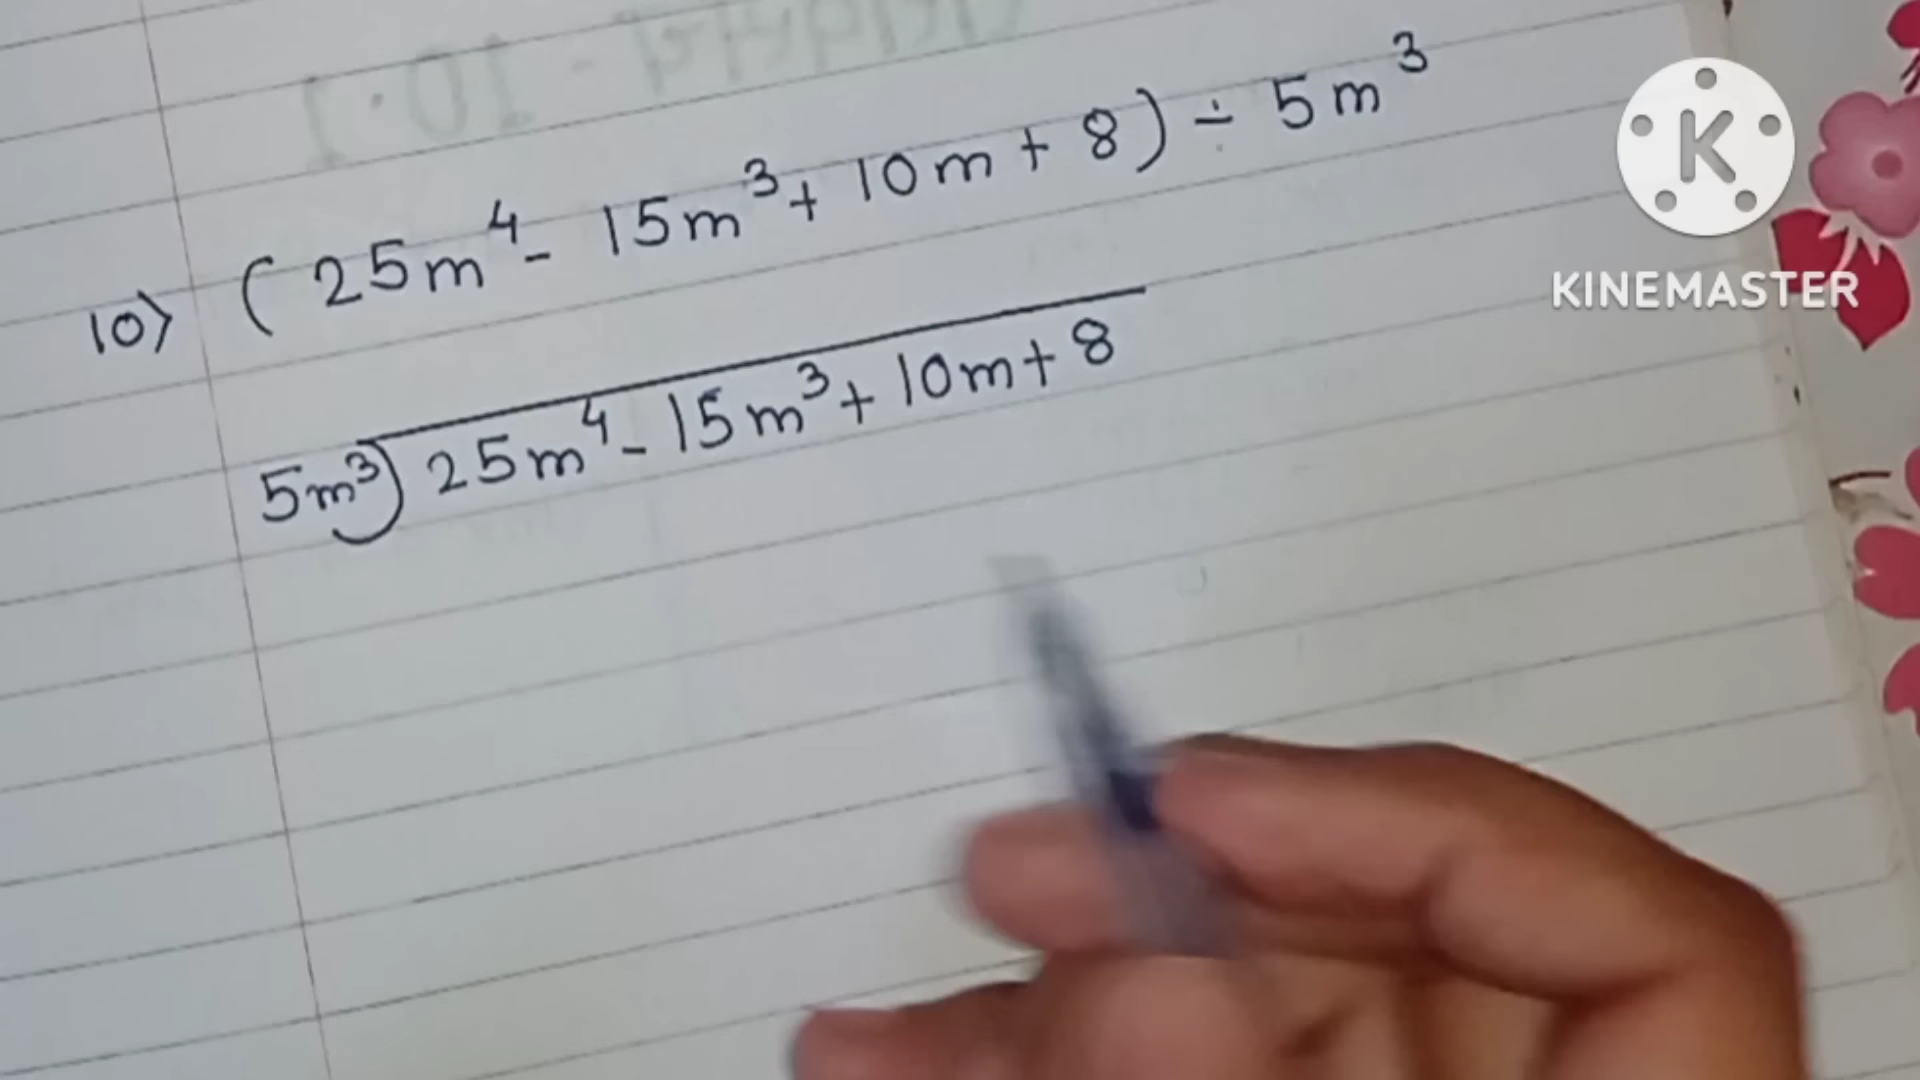 10) (25m⁴ - 15m³ + 10m + 8) ÷ 5m³
5m³) 25m⁴ - 15m³ + 10m + 8
K
KINEMASTER